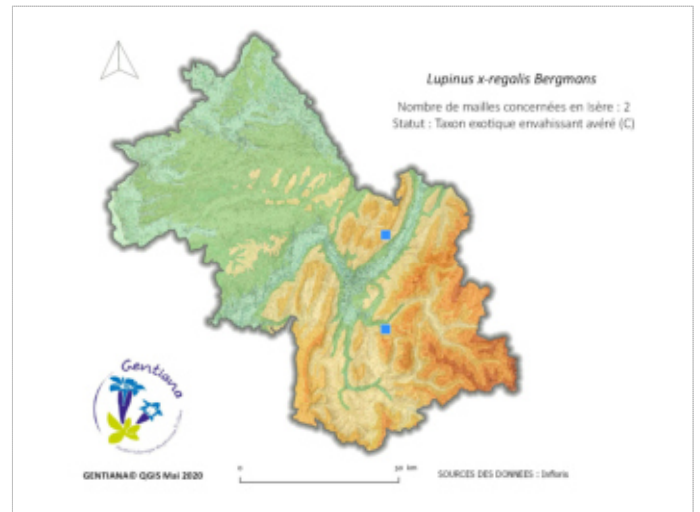 Lupinus x-regalis Bergmans
Nombre de mailles concernées en Isère : 2
Statut : Taxon exotique envahissant avéré (C)
Gentiana
GENTIANA© QGIS Mai 2020
0
50 km
SOURCES DES DONNEES : Infloris